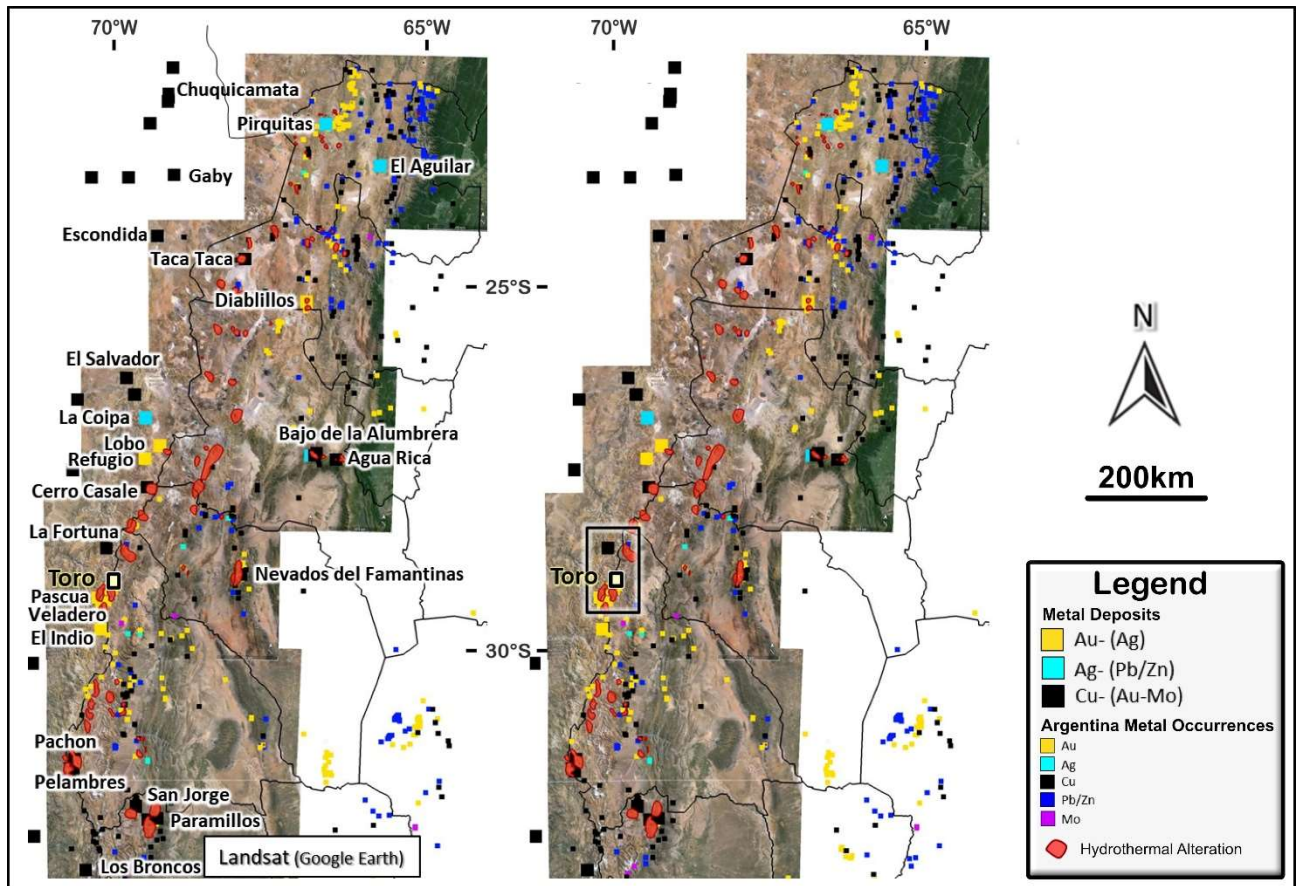 70°W
65°W
70°W
65°W
Chuquicamata
Pirquitas
El Aguilar
Gaby
Escondida
Taca Taca
Diablillos
25°S
El Salvador
La Coipa
Lobo
Refugio
Bajo de la Alumbrera
Agua Rica
Cerro Casale
La Fortuna
Toro
Nevados del Famantinas
Pascua
Veladero
El Indio
30°S
Pachon
Pelambres
San Jorge
Paramillos
Los Broncos
Landsat (Google Earth)
Toro
N
200km
Legend
Metal Deposits
Au- (Ag)
Ag- (Pb/Zn)
Cu- (Au-Mo)
Argentina Metal Occurrences
Au
Ag
Cu
Pb/Zn
Mo
Hydrothermal Alteration